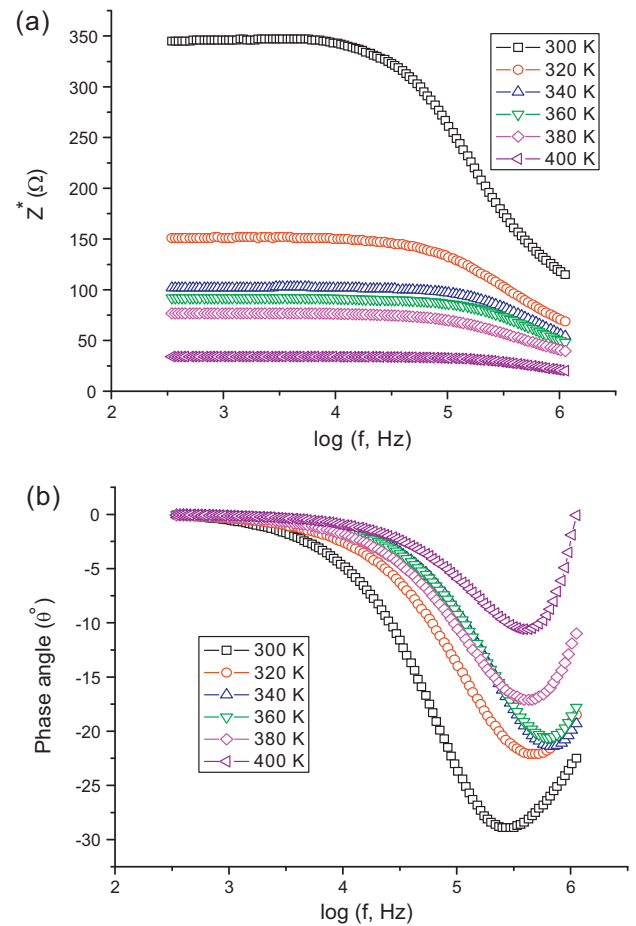 (a)
350
300
250
200
150
100
50
0
Z* (Ω)
300 K
320 K
340 K
360 K
380 K
400 K
2 3 4 5 6
log (f, Hz)
(b)
0
-5
-10
-15
-20
-25
-30
Phase angle (θ°)
300 K
320 K
340 K
360 K
380 K
400 K
2 3 4 5 6
log (f, Hz)